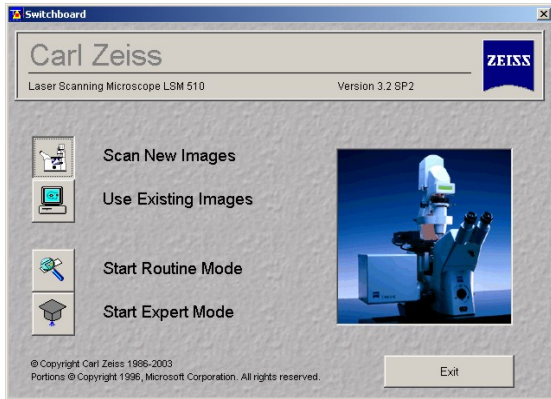 Switchboard
Carl Zeiss
ZEISS
Laser Scanning Microscope LSM 510 Version 3.2 SP2
Scan New Images
Use Existing Images
Start Routine Mode
Start Expert Mode
© Copyright Carl Zeiss 1986-2003
Portions © Copyright 1996, Microsoft Corporation. All rights reserved.
Exit